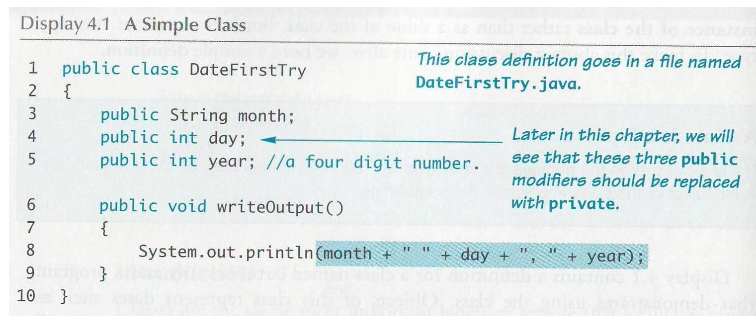 Display 4.1 A Simple Class
1 public class DateFirstTry
This class definition goes in a file named
DateFirstTry.java.
2 {
3 public String month;
4 public int day;
5 public int year; //a four digit number.
Later in this chapter, we will
see that these three public
modifiers should be replaced
with private.
6 public void writeOutput()
7 {
8 System.out.println(month + " " + day + ", " + year);
9 }
10 }